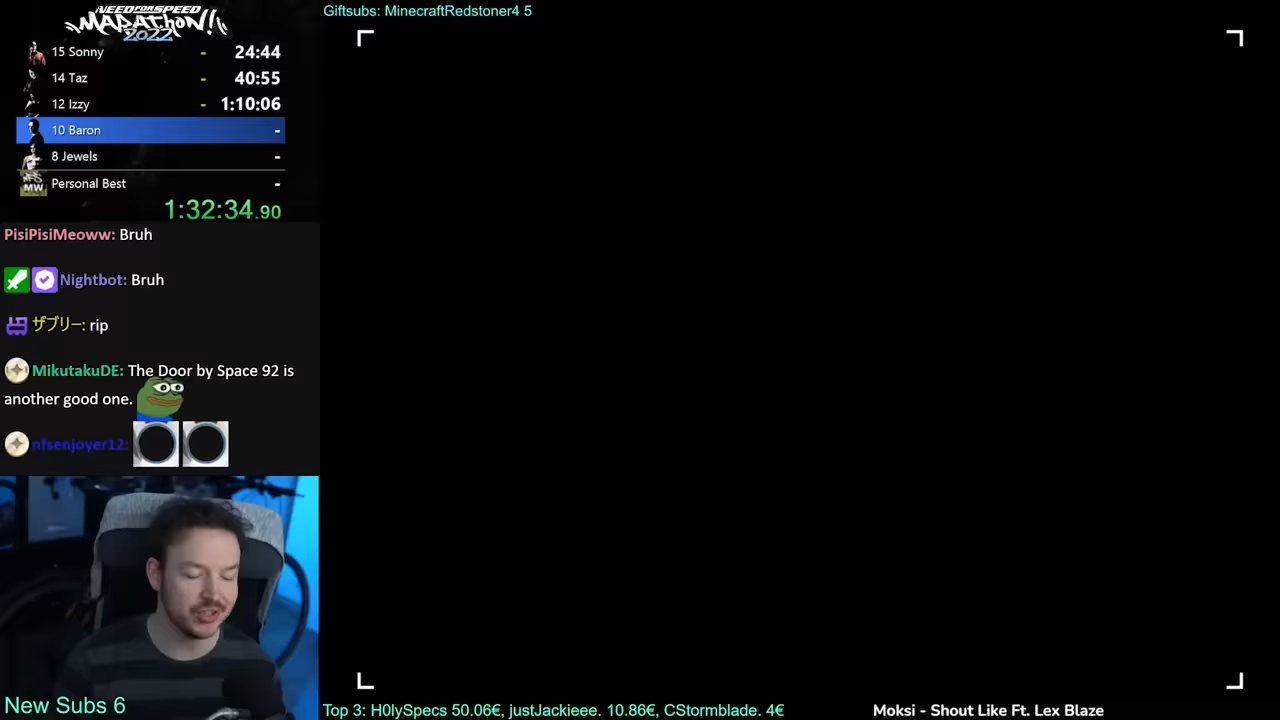 Giftsubs: MinecraftRedstoner4 5
NEED FOR SPEED
MARATHON!!
2022
15 Sonny - 24:44
14 Taz - 40:55
12 Izzy - 1:10:06
10 Baron -
8 Jewels -
MW Personal Best -
1:32:34.90
PisiPisiMeoww: Bruh
Nightbot: Bruh
ザブリー: rip
MikutakuDE: The Door by Space 92 is
another good one.
nfsenjoyer12:
New Subs 6
Top 3: H0lySpecs 50.06€, justJackieee. 10.86€, CStormblade. 4€
Moksi - Shout Like Ft. Lex Blaze